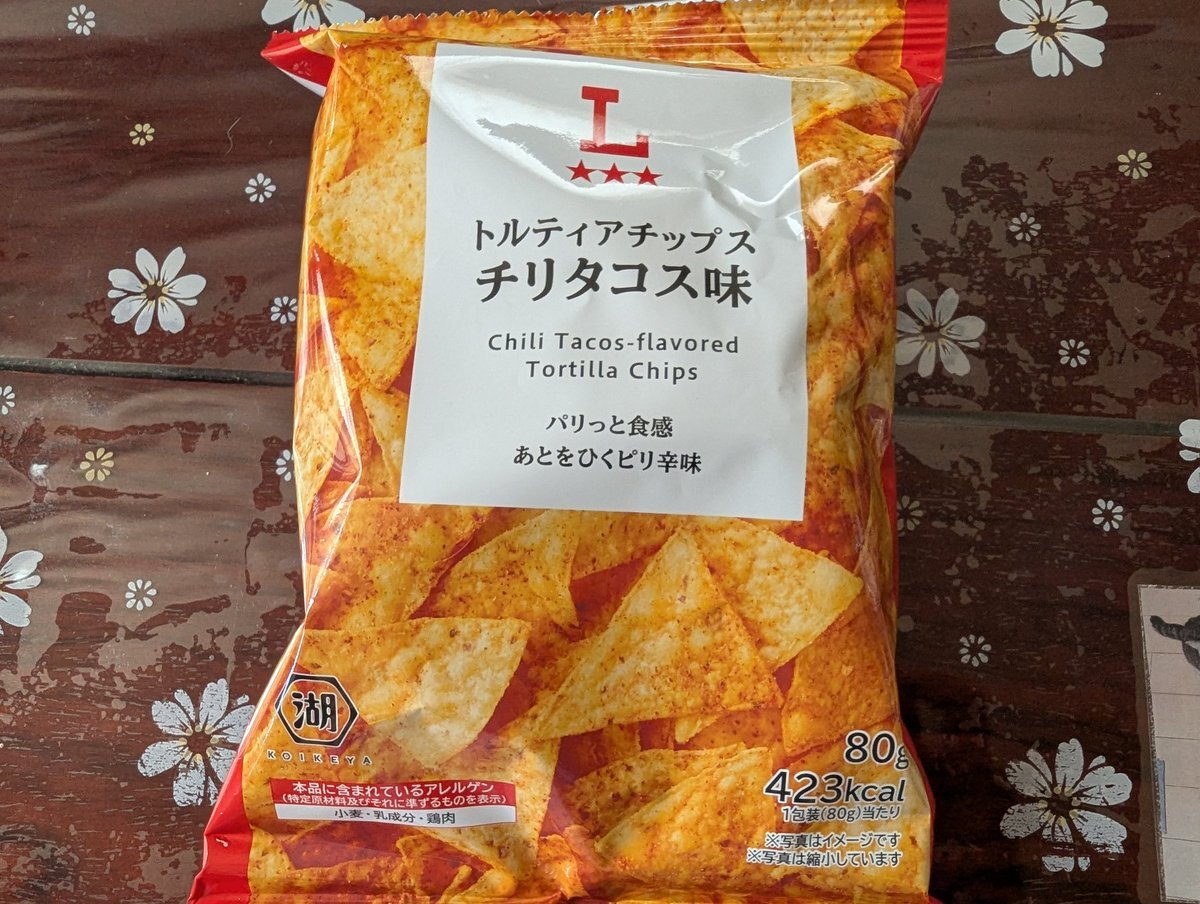 L
★★★
トルティアチップス
チリタコス味
Chili Tacos-flavored
Tortilla Chips
パリっと食感
あとをひくピリ辛味
湖
KOIKEYA
本品に含まれているアレルゲン
(特定原材料及びそれに準ずるものを表示)
小麦・乳成分・鶏肉
80g
423kcal
1包装(80g)当たり
※写真はイメージです
※写真は縮小しています